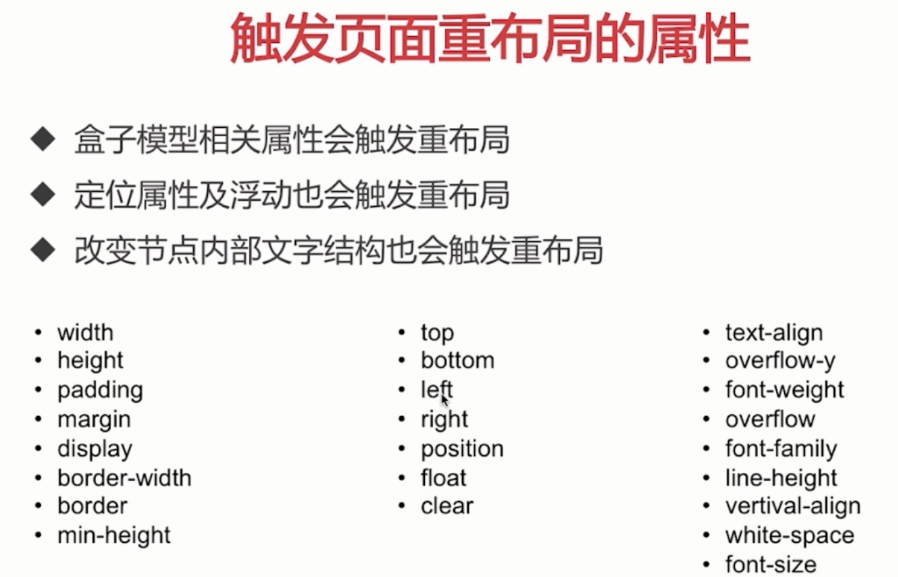 触发页面重布局的属性
◆ 盒子模型相关属性会触发重布局
◆ 定位属性及浮动也会触发重布局
◆ 改变节点内部文字结构也会触发重布局
• width
• height
• padding
• margin
• display
• border-width
• border
• min-height
• top
• bottom
• left
• right
• position
• float
• clear
• text-align
• overflow-y
• font-weight
• overflow
• font-family
• line-height
• vertival-align
• white-space
• font-size